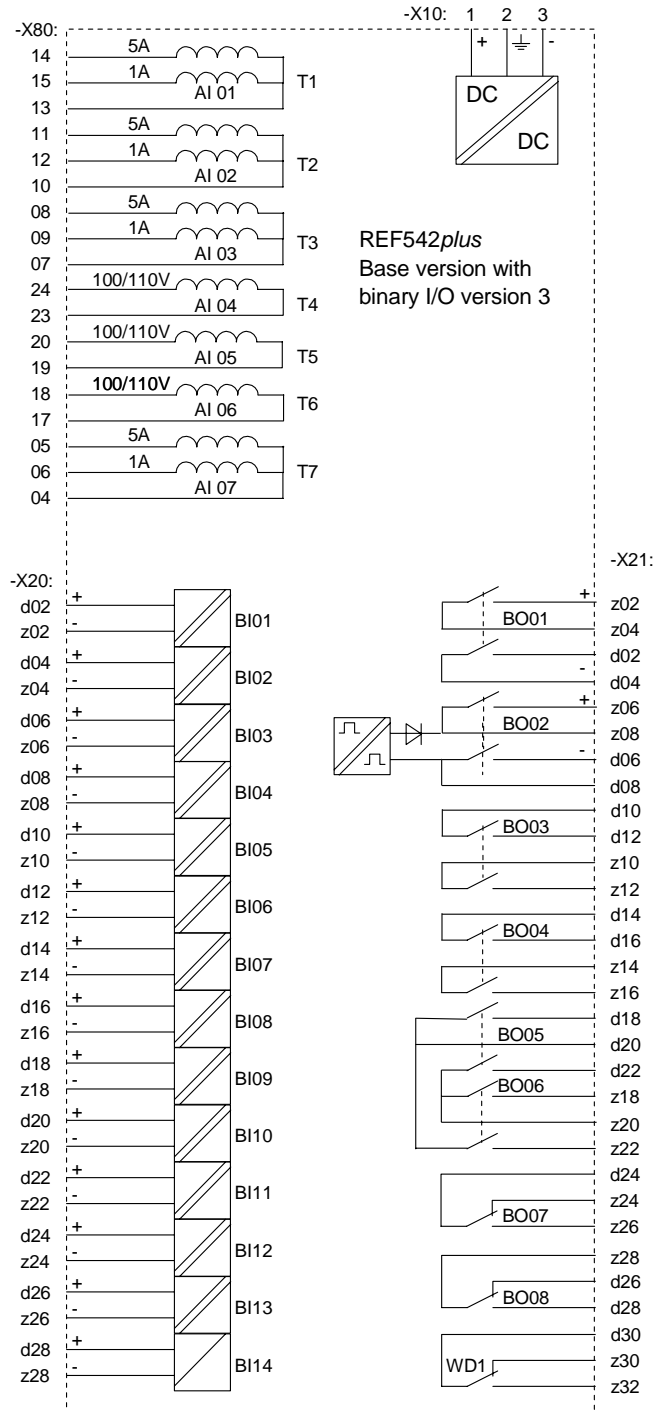 -X80:
14 5A
15 1A
AI 01 T1
13
11 5A
12 1A
AI 02 T2
10
08 5A
09 1A
AI 03 T3
07
24 100/110V
AI 04 T4
23
20 100/110V
AI 05 T5
19
18 100/110V
AI 06 T6
17
05 5A
06 1A
AI 07 T7
04
-X10: 1 2 3
+ -
DC
DC
REF542plus
Base version with
binary I/O version 3
-X20:
d02 +
BI01
z02 -
d04 +
BI02
z04 -
d06 +
BI03
z06 -
d08 +
BI04
z08 -
d10 +
BI05
z10 -
d12 +
BI06
z12 -
d14 +
BI07
z14 -
d16 +
BI08
z16 -
d18 +
BI09
z18 -
d20 +
BI10
z20 -
d22 +
BI11
z22 -
d24 +
BI12
z24 -
d26 +
BI13
z26 -
d28 +
BI14
z28 -
-X21:
+ z02
BO01
z04
d02
- d04
+ z06
BO02
z08
- d06
d08
d10
BO03
d12
z10
z12
d14
BO04
d16
z14
z16
d18
BO05
d20
d22
BO06
z18
z20
z22
d24
z24
BO07
z26
z28
d26
BO08
d28
d30
WD1 z30
z32